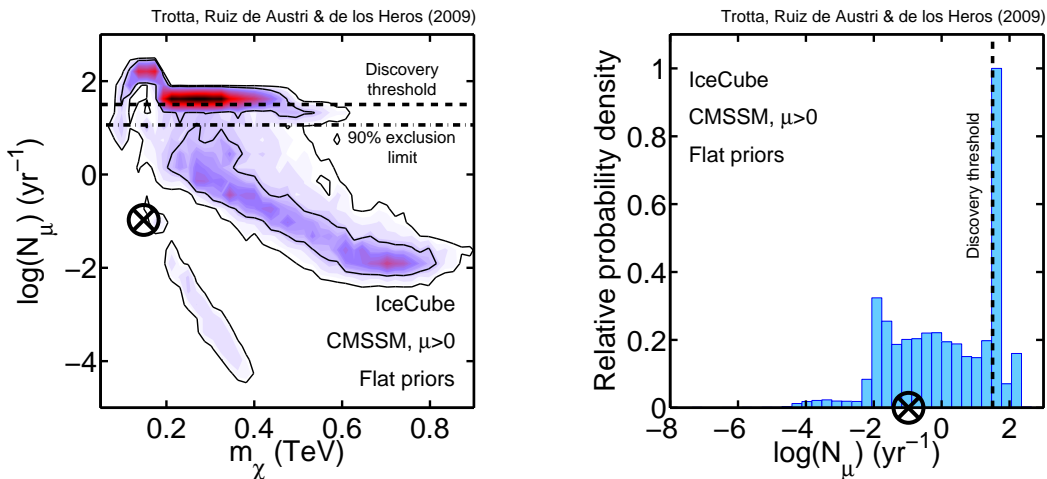 Trotta, Ruiz de Austri & de los Heros (2009)
log(N_μ) (yr⁻¹)
2
0
−2
−4
Discovery
threshold
90% exclusion
limit
IceCube
CMSSM, μ>0
Flat priors
0.2 0.4 0.6 0.8
m_χ (TeV)
Trotta, Ruiz de Austri & de los Heros (2009)
Relative probability density
1
0.8
0.6
0.4
0.2
0
IceCube
CMSSM, μ>0
Flat priors
Discovery threshold
−8 −6 −4 −2 0 2
log(N_μ) (yr⁻¹)